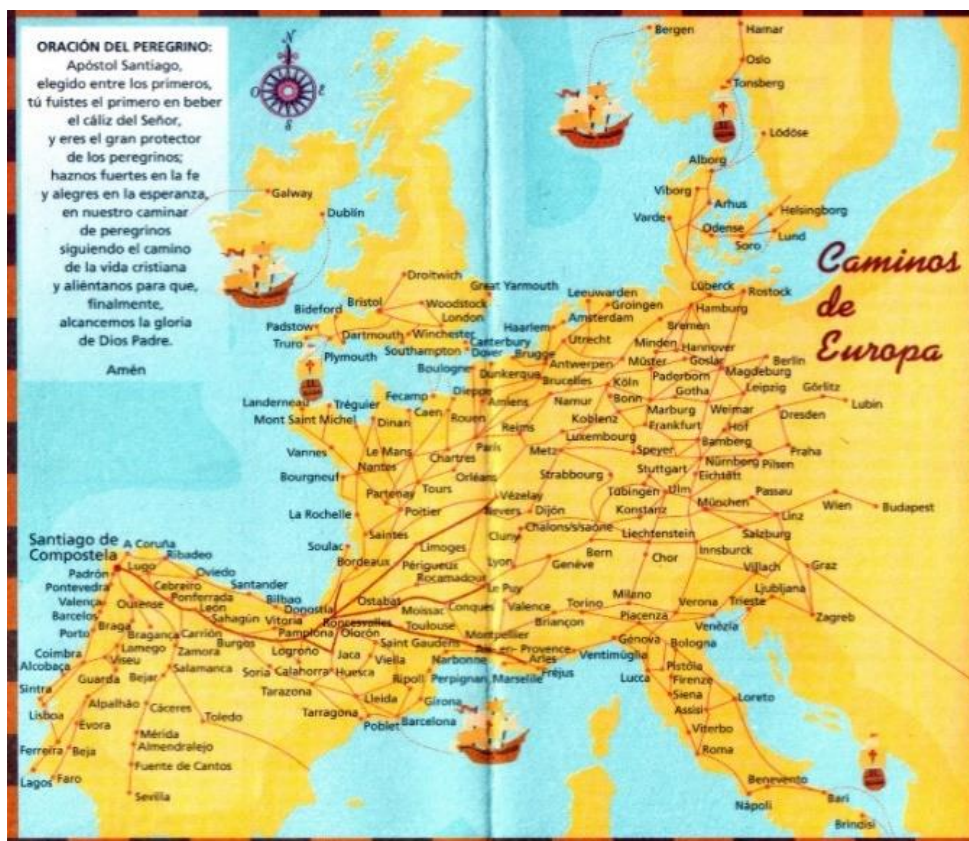 ORACIÓN DEL PEREGRINO:
Apóstol Santiago,
elegido entre los primeros,
tú fuistes el primero en beber
el cáliz del Señor,
y eres el gran protector
de los peregrinos;
haznos fuertes en la fe
y alegres en la esperanza,
en nuestro caminar
de peregrinos
siguiendo el camino
de la vida cristiana
y aliéntanos para que,
finalmente,
alcancemos la gloria
de Dios Padre.
Amén
N
O
E
S
Caminos
de
Europa
Bergen
Hamar
Oslo
Tonsberg
Lödöse
Alborg
Viborg
Arhus
Varde
Odense
Soro
Helsingborg
Lund
Galway
Dublín
Droitwich
Great Yarmouth
Bristol
Woodstock
London
Bideford
Padstow
Truro
Dartmouth
Winchester
Plymouth
Southampton
Canterbury
Dover
Boulogne
Leeuwarden
Groingen
Amsterdam
Haarlem
Utrecht
Brugge
Dunkerque
Antwerpen
Brucelles
Lüberck
Rostock
Hamburg
Bremen
Minden
Hannover
Müster
Goslar
Berlin
Magdeburg
Paderborn
Köln
Bonn
Gotha
Leipzig
Görlitz
Lubin
Landerneau
Tréguier
Fecamp
Dieppe
Amiens
Namur
Koblenz
Marburg
Weimar
Dresden
Mont Saint Michel
Dinan
Caen
Rouen
Reims
Luxembourg
Frankfurt
Hof
Bamberg
Praha
Vannes
Le Mans
Chartres
Paris
Metz
Speyer
Nürnberg
Pilsen
Bourgneuf
Nantes
Orléans
Strabbourg
Stuttgart
Eichtött
Partenay
Tours
Vézelay
Tübingen
Ulm
München
Passau
La Rochelle
Poitier
Nevers
Dijón
Konstanz
Linz
Wien
Budapest
Saintes
Cluny
Chalons/s/saône
Liechtenstein
Salzburg
Soulac
Limoges
Bern
Innsburck
Bordeaux
Périgueux
Lyon
Genéve
Chor
Villach
Graz
Rocamadour
Le Puy
Ljubljana
Santiago de
Compostela
A Coruña
Ribadeo
Padrón
Lugo
Oviedo
Pontevedra
Cebreiro
Santander
Valença
Ourense
Ponferrada
Bilbao
Barcelos
León
Donostia
Ostabat
Moissac
Conques
Valence
Torino
Milano
Verona
Trieste
Zagreb
Braga
Sahagún
Vitoria
Roncesvalles
Toulouse
Briançon
Piacenza
Venèzia
Porto
Bragança
Carrión
Burgos
Pamplona
Olorón
Montpellier
Coimbra
Lamego
Zamora
Logroño
Jaca
Saint Gaudens
en- Provence
Ventimüglia
Génova
Bologna
Alcobaça
Viseu
Salamanca
Soria
Calahorra
Huesca
Viella
Narbonne
Arles
Lucca
Pistóia
Guarda
Bejar
Tarazona
Ripoll
Perpignan
Marselile
Fréjus
Firenze
Sintra
Alpalhão
Cáceres
Lleida
Girona
Siena
Loreto
Lisboa
Evora
Toledo
Tarragona
Poblet
Barcelona
Assisi
Ferreira
Beja
Mérida
Almendralejo
Viterbo
Lagos
Faro
Fuente de Cantos
Roma
Sevilla
Benevento
Nápoli
Bari
Brindisi